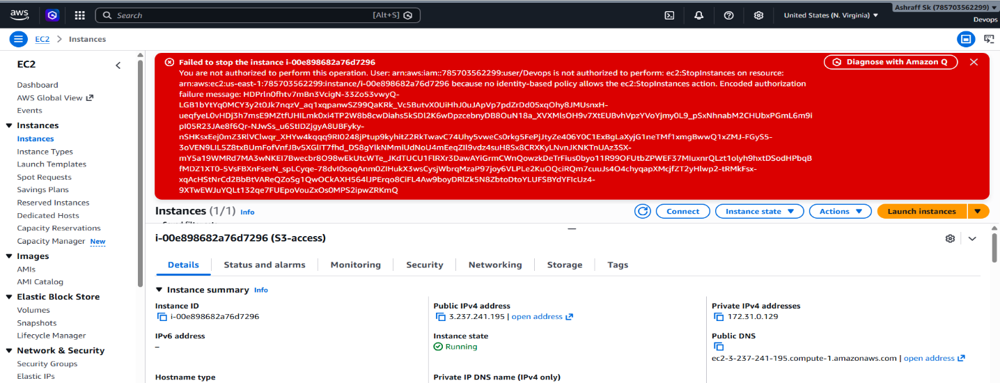 aws
Search
[Alt+S]
United States (N. Virginia)
Ashraff Sk (785703562299)
Devops
EC2
Instances
EC2
Dashboard
AWS Global View
Events
Instances
Instances
Instance Types
Launch Templates
Spot Requests
Savings Plans
Reserved Instances
Dedicated Hosts
Capacity Reservations
Capacity Manager New
Images
AMIs
AMI Catalog
Elastic Block Store
Volumes
Snapshots
Lifecycle Manager
Network & Security
Security Groups
Elastic IPs
Failed to stop the instance i-00e898682a76d7296
Diagnose with Amazon Q
You are not authorized to perform this operation. User: arn:aws:iam::785703562299:user/Devops is not authorized to perform: ec2:StopInstances on resource:
arn:aws:ec2:us-east-1:785703562299:instance/i-00e898682a76d7296 because no identity-based policy allows the ec2:StopInstances action. Encoded authorization
failure message: HDPrln0fhtv7mBn3VcigN-33Zo53vwyQ-
LGB1bYtYq0MCY3y2t0Jk7nqzV_aq1xqpanwSZ99QaKRk_Vc5ButvX0UiHhJ0uJApVp7pdZrDd05xqOhy8JMUsnxH-
ueqfyeL0vHDj3h7msE9MZtfUHILmk0xi4TP2W8b8cwDiahs5kSDI2K6wDpzcebnyDB8OuN18a_XVXMlsOH9v7XtEUBvhVpzYVoYjmy0L9_pSxNhnabM2CHUbxPGmL6m9i
pI05R23JAe8f6Qr-NJwSs_u6StIDZjgyA8UBFyky-
nSHKsxEej0mZ3RlVClwqr_XHYw4kqqq9RI0248jPtup9kyhitZ2RkTwavC74Uhy5vweCs0rkg5FePjJtyZe406Y0C1ExBgLaXyjG1neTMf1xmgBwwQ1xZMJ-FGyS5-
3oVEN9LIL5Z8txBUmFofVnfJBv5XGliT7fhd_DS8gYlkNMmiUdNoU4mEeqZIl9vdz4suH8Sx8CRXKyLNvnJKNKTnUAz3SX-
mY5a19WMRd7MA3wNKEI7Bwecbr8O98wEkUtcWTe_JKdTUCU1FlRXr3DawAYiGrmCWnQowzkDeTrFius0byo11R99OFUtbZPWEF37MIuxnrQLzt1olyh9hxtDSodHPbqB
fMDZ1XT0-5VsFBXnFserN_spLCyqe-78dvI0soqAnm0ZIHukX3wsCysjWbrqMzaP97joy6VLPLe2KuOQciRQm7cuuJs4O4chyqapXMcjfZT2yHlwp2-tRMkFsx-
xqAcHStNrCd2BbBtVAReQZoSg1QwOCkAXH564lJPErqo8CiFL4Aw9boyDRlZk5N8ZbtoDtoYLUFSBYdYFIcUz4-
9XTwEWJuYQLt132qe7FUEpoVouZxOs0MPS2ipwZRKmQ
Instances (1/1) Info
Connect
Instance state
Actions
Launch instances
i-00e898682a76d7296 (S3-access)
Details
Status and alarms
Monitoring
Security
Networking
Storage
Tags
Instance summary Info
Instance ID
i-00e898682a76d7296
Public IPv4 address
3.237.241.195 | open address
Private IPv4 addresses
172.31.0.129
IPv6 address
–
Instance state
Running
Public DNS
ec2-3-237-241-195.compute-1.amazonaws.com | open address
Hostname type
Private IP DNS name (IPv4 only)